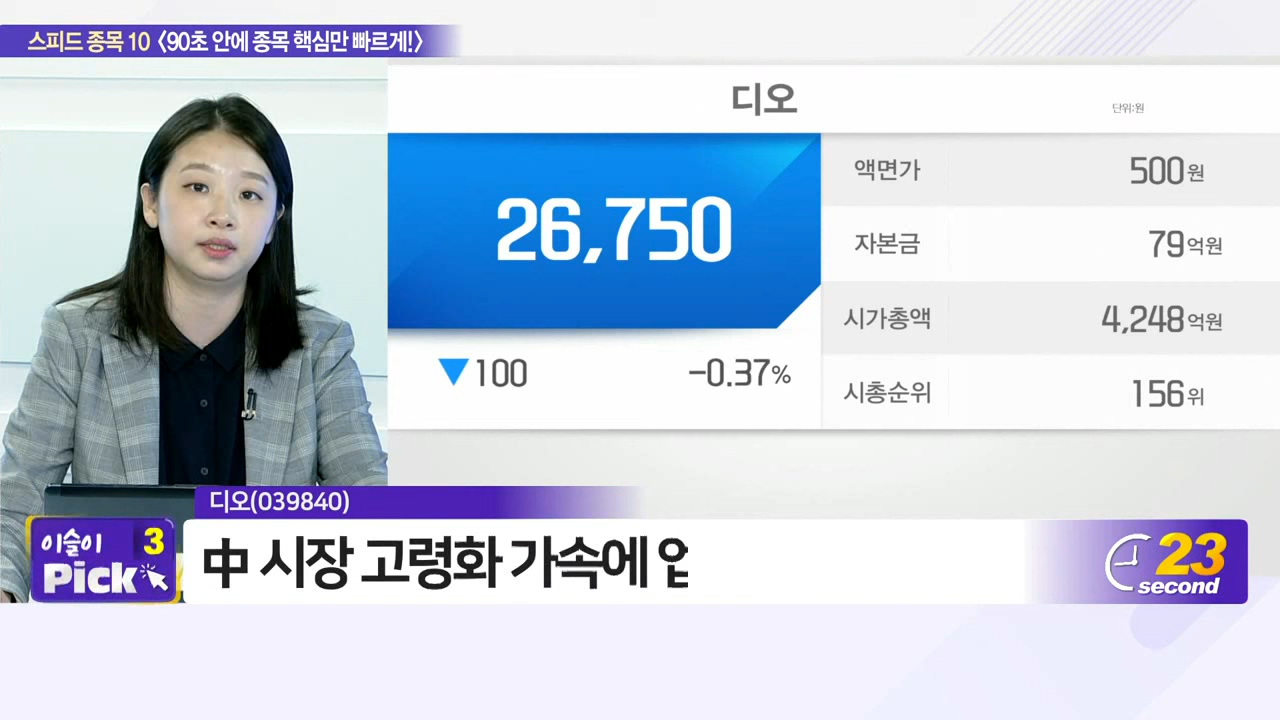 스피드 종목 10 〈90초 안에 종목 핵심만 빠르게!〉
디오
단위:원
26,750
▼100 -0.37%
액면가 500원
자본금 79억원
시가총액 4,248억원
시총순위 156위
디오(039840)
이슬이 3
Pick
中 시장 고령화 가속에
23
second